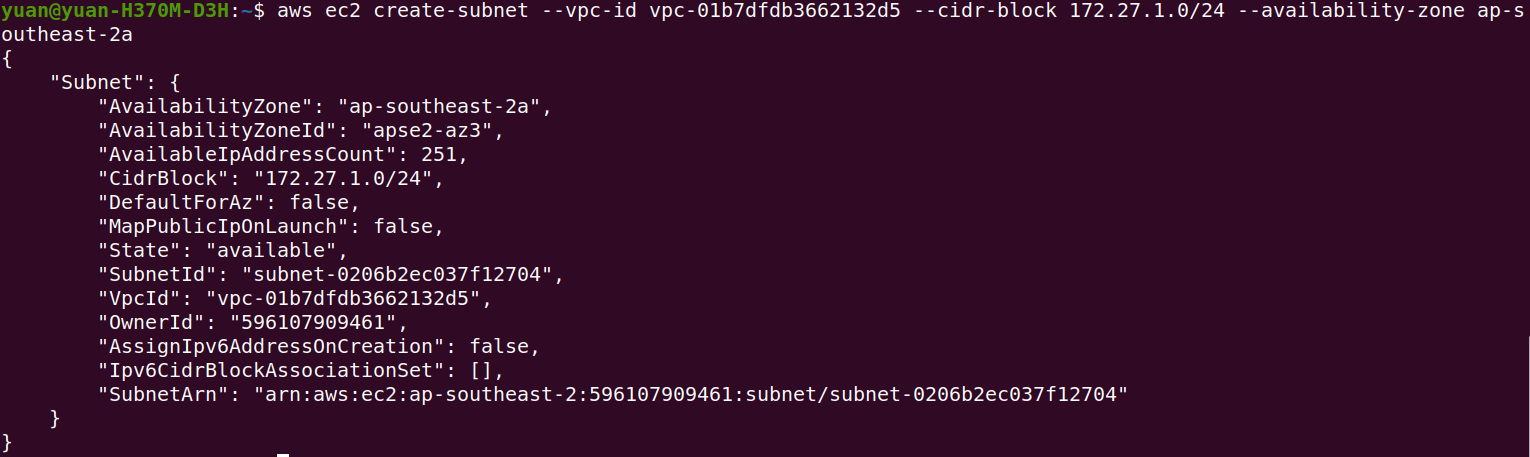 yuan@yuan-H370M-D3H:~$ aws ec2 create-subnet --vpc-id vpc-01b7dfdb3662132d5 --cidr-block 172.27.1.0/24 --availability-zone ap-s
outheast-2a
{
    "Subnet": {
        "AvailabilityZone": "ap-southeast-2a",
        "AvailabilityZoneId": "apse2-az3",
        "AvailableIpAddressCount": 251,
        "CidrBlock": "172.27.1.0/24",
        "DefaultForAz": false,
        "MapPublicIpOnLaunch": false,
        "State": "available",
        "SubnetId": "subnet-0206b2ec037f12704",
        "VpcId": "vpc-01b7dfdb3662132d5",
        "OwnerId": "596107909461",
        "AssignIpv6AddressOnCreation": false,
        "Ipv6CidrBlockAssociationSet": [],
        "SubnetArn": "arn:aws:ec2:ap-southeast-2:596107909461:subnet/subnet-0206b2ec037f12704"
    }
}